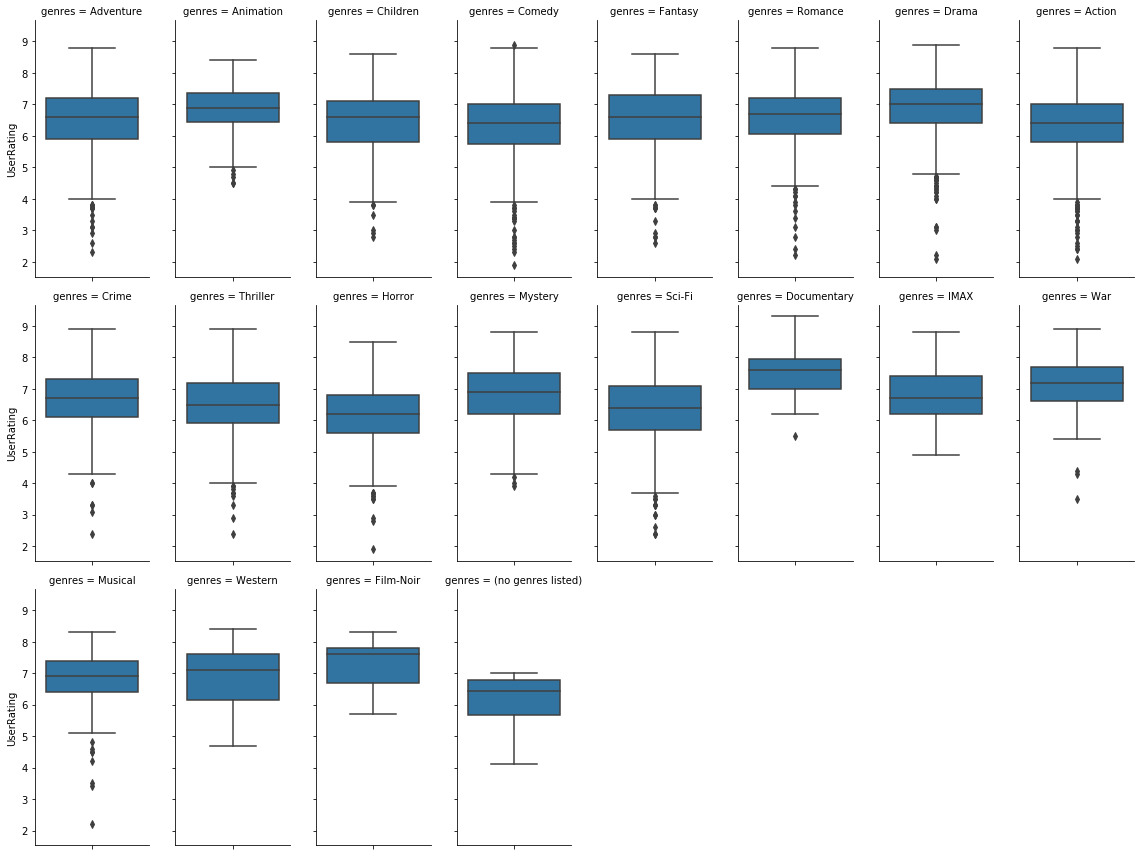 genres = Adventure
genres = Animation
genres = Children
genres = Comedy
genres = Fantasy
genres = Romance
genres = Drama
genres = Action
9
8
7
6
5
4
3
2
UserRating
genres = Crime
genres = Thriller
genres = Horror
genres = Mystery
genres = Sci-Fi
genres = Documentary
genres = IMAX
genres = War
9
8
7
6
5
4
3
2
UserRating
genres = Musical
genres = Western
genres = Film-Noir
genres = (no genres listed)
9
8
7
6
5
4
3
2
UserRating